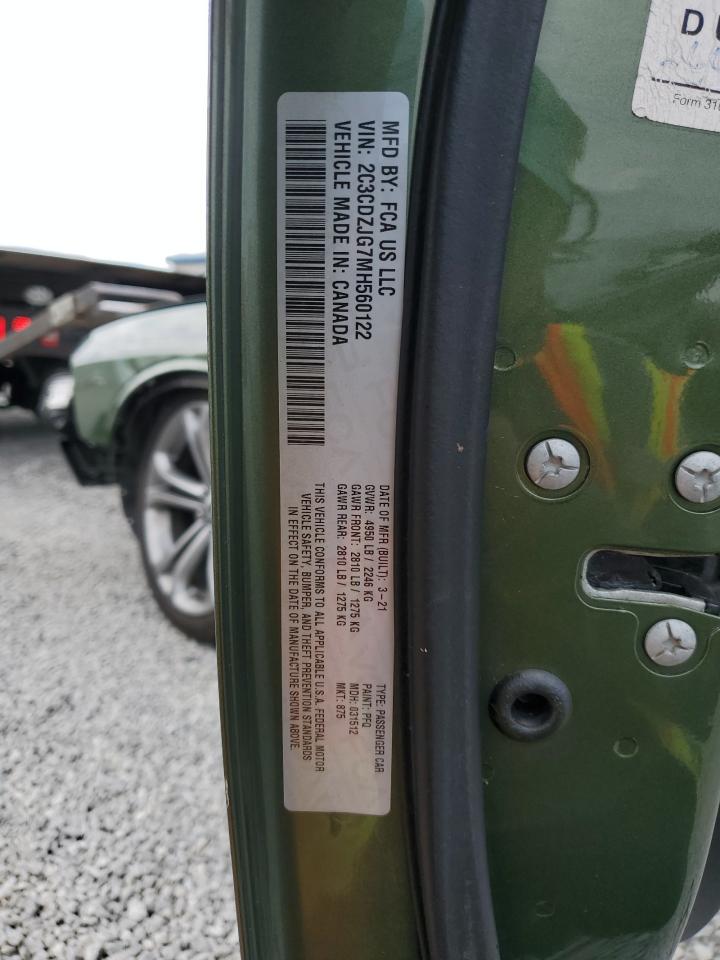 MFD BY: FCA US LLC
VIN: 2C3CDZJG7MH560122
VEHICLE MADE IN: CANADA
DATE OF MFR (BUILT): 3-21
GVWR: 4950 LB / 2246 KG
GAWR FRONT: 2810 LB / 1275 KG
GAWR REAR: 2810 LB / 1275 KG
TYPE: PASSENGER CAR
PAINT: PFQ
MDH: 031512
MKT: 875
THIS VEHICLE CONFORMS TO ALL APPLICABLE U.S.A. FEDERAL MOTOR
VEHICLE SAFETY, BUMPER, AND THEFT PREVENTION STANDARDS
IN EFFECT ON THE DATE OF MANUFACTURE SHOWN ABOVE.
Form